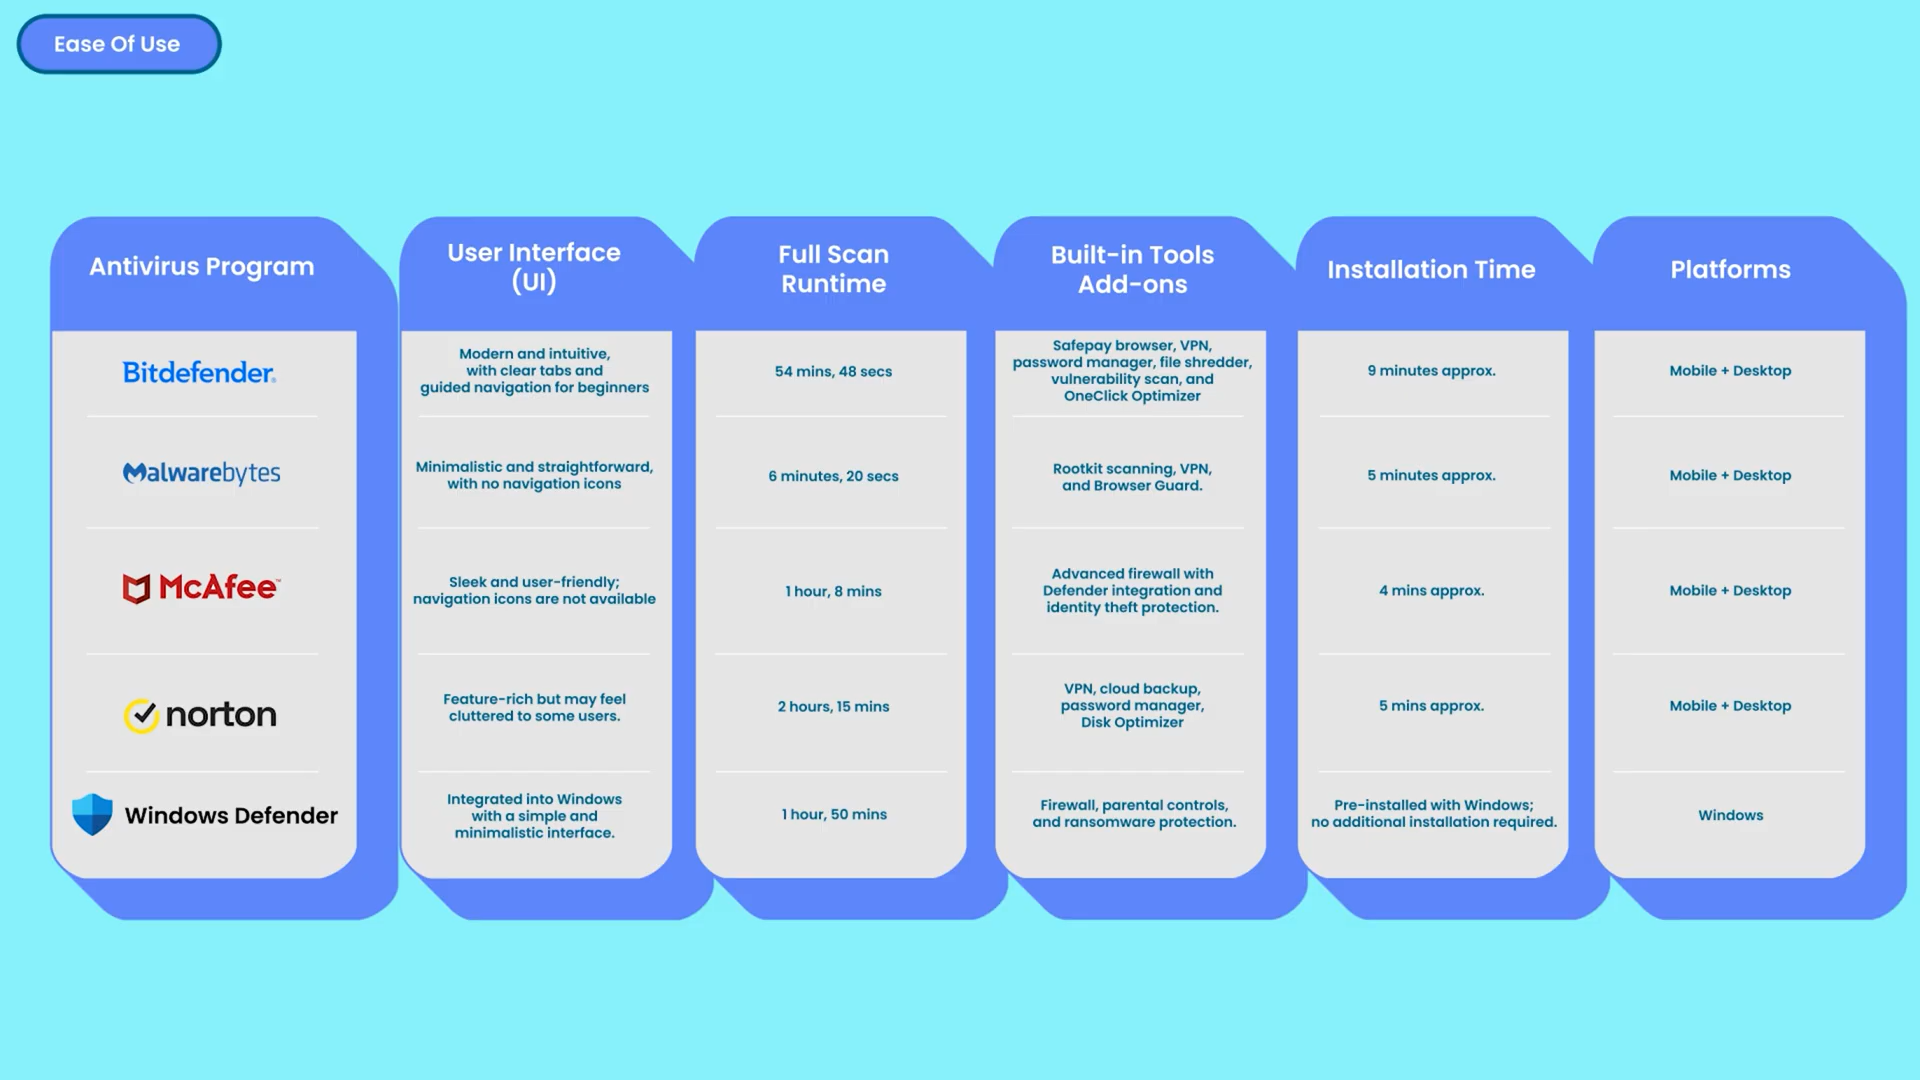 Ease Of Use
Antivirus Program
User Interface
(UI)
Full Scan
Runtime
Built-in Tools
Add-ons
Installation Time
Platforms
Bitdefender.
Modern and intuitive,
with clear tabs and
guided navigation for beginners
54 mins, 48 secs
Safepay browser, VPN,
password manager, file shredder,
vulnerability scan, and
OneClick Optimizer
9 minutes approx.
Mobile + Desktop
Malwarebytes
Minimalistic and straightforward,
with no navigation icons
6 minutes, 20 secs
Rootkit scanning, VPN,
and Browser Guard.
5 minutes approx.
Mobile + Desktop
McAfee™
Sleek and user-friendly;
navigation icons are not available
1 hour, 8 mins
Advanced firewall with
Defender integration and
identity theft protection.
4 mins approx.
Mobile + Desktop
norton
Feature-rich but may feel
cluttered to some users.
2 hours, 15 mins
VPN, cloud backup,
password manager,
Disk Optimizer
5 mins approx.
Mobile + Desktop
Windows Defender
Integrated into Windows
with a simple and
minimalistic interface.
1 hour, 50 mins
Firewall, parental controls,
and ransomware protection.
Pre-installed with Windows;
no additional installation required.
Windows